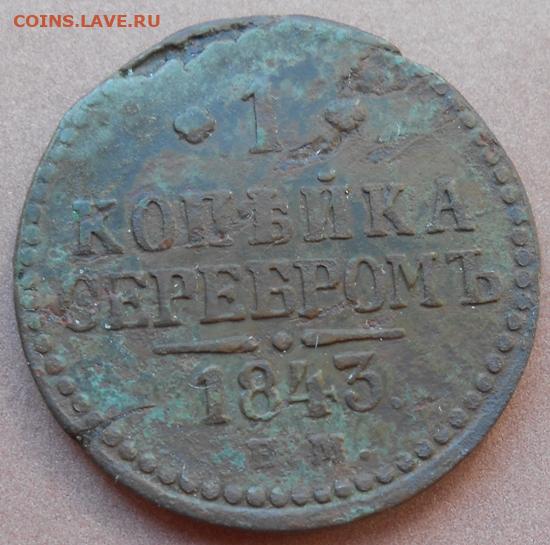 COINS.LAVE.RU
· 1 ·
КОПѢЙКА
СЕРЕБРОМЪ
1843.
Е.М.